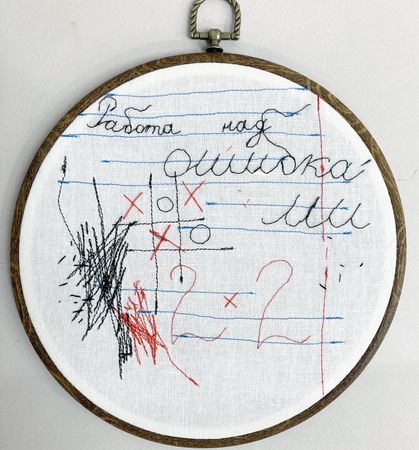 Работа над
ошибка
ми
2 × 2